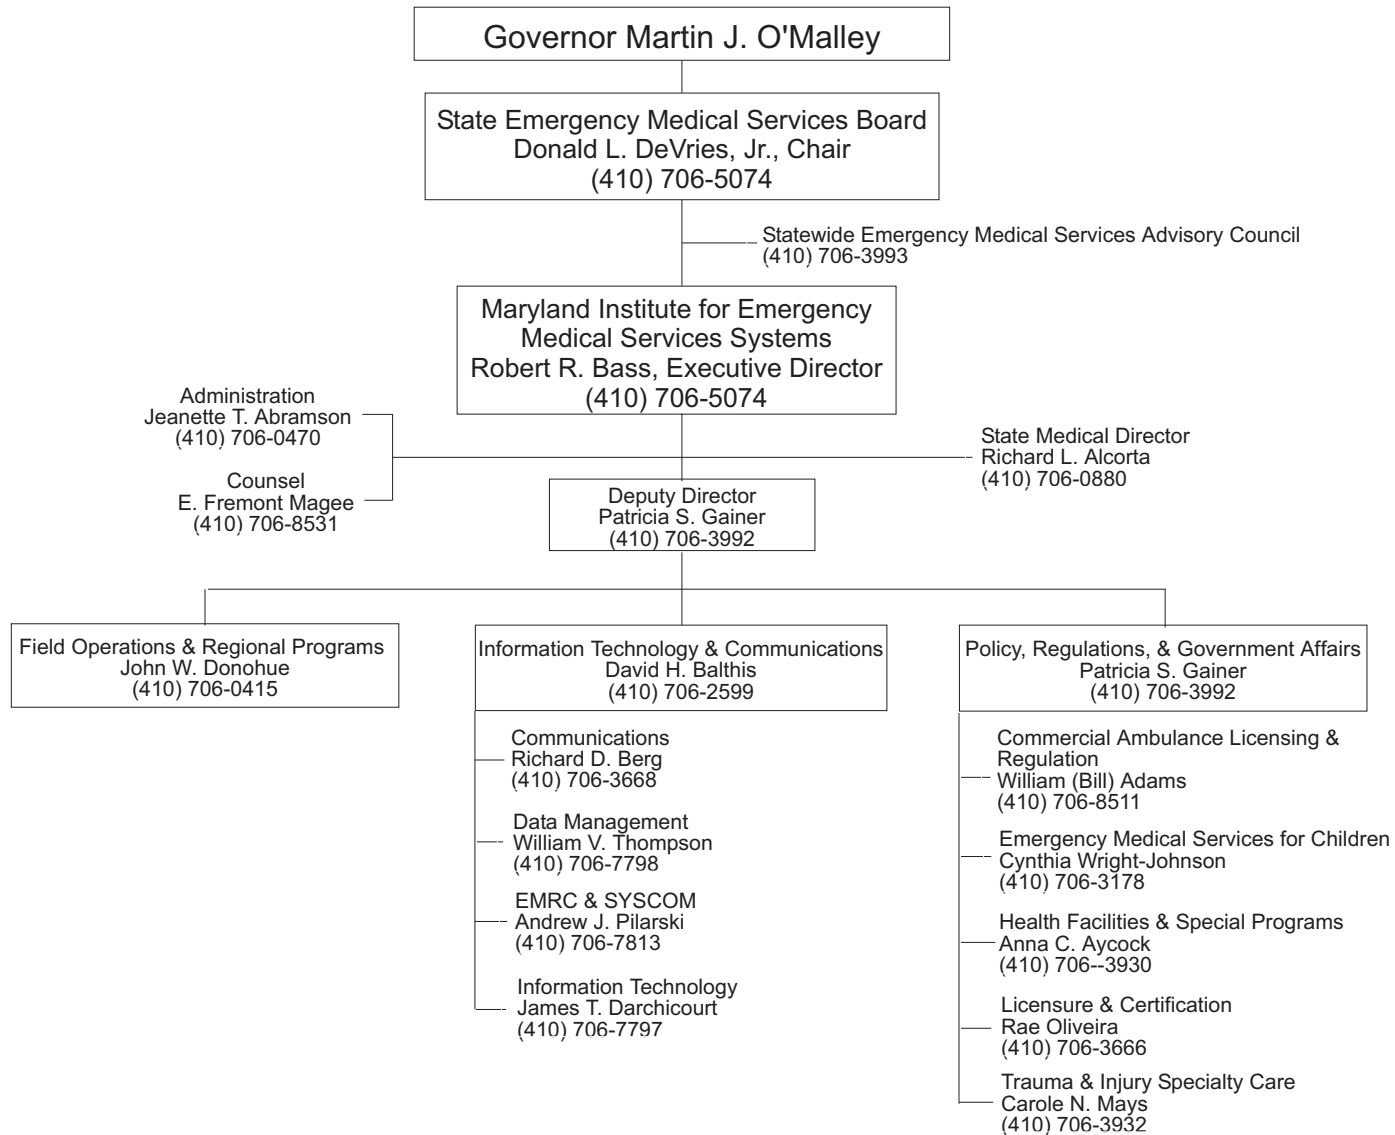 Governor Martin J. O'Malley
State Emergency Medical Services Board
Donald L. DeVries, Jr., Chair
(410) 706-5074
Statewide Emergency Medical Services Advisory Council
(410) 706-3993
Maryland Institute for Emergency
Medical Services Systems
Robert R. Bass, Executive Director
(410) 706-5074
Administration
Jeanette T. Abramson
(410) 706-0470
Counsel
E. Fremont Magee
(410) 706-8531
State Medical Director
Richard L. Alcorta
(410) 706-0880
Deputy Director
Patricia S. Gainer
(410) 706-3992
Field Operations & Regional Programs
John W. Donohue
(410) 706-0415
Information Technology & Communications
David H. Balthis
(410) 706-2599
Communications
Richard D. Berg
(410) 706-3668
Data Management
William V. Thompson
(410) 706-7798
EMRC & SYSCOM
Andrew J. Pilarski
(410) 706-7813
Information Technology
James T. Darchicourt
(410) 706-7797
Policy, Regulations, & Government Affairs
Patricia S. Gainer
(410) 706-3992
Commercial Ambulance Licensing &
Regulation
William (Bill) Adams
(410) 706-8511
Emergency Medical Services for Children
Cynthia Wright-Johnson
(410) 706-3178
Health Facilities & Special Programs
Anna C. Aycock
(410) 706--3930
Licensure & Certification
Rae Oliveira
(410) 706-3666
Trauma & Injury Specialty Care
Carole N. Mays
(410) 706-3932